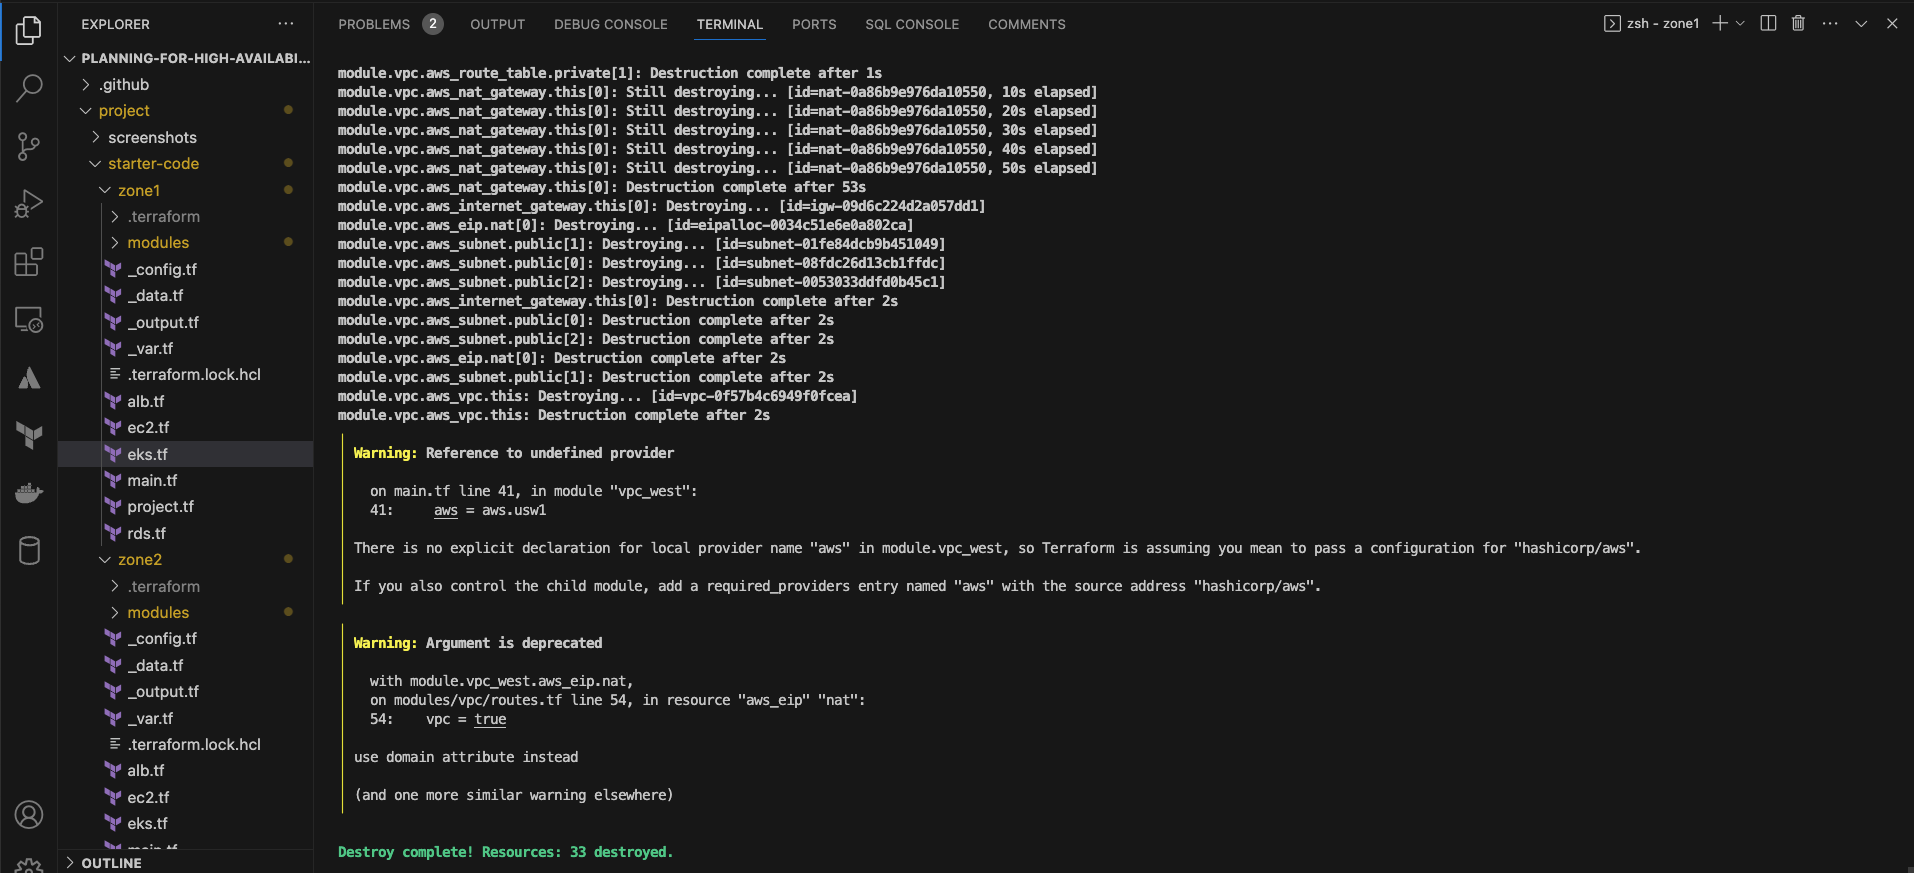 EXPLORER
PLANNING-FOR-HIGH-AVAILABI...
.github
project
screenshots
starter-code
zone1
.terraform
modules
_config.tf
_data.tf
_output.tf
_var.tf
.terraform.lock.hcl
alb.tf
ec2.tf
eks.tf
main.tf
project.tf
rds.tf
zone2
.terraform
modules
_config.tf
_data.tf
_output.tf
_var.tf
.terraform.lock.hcl
alb.tf
ec2.tf
eks.tf
main.tf
OUTLINE
PROBLEMS 2 OUTPUT DEBUG CONSOLE TERMINAL PORTS SQL CONSOLE COMMENTS
zsh - zone1
module.vpc.aws_route_table.private[1]: Destruction complete after 1s
module.vpc.aws_nat_gateway.this[0]: Still destroying... [id=nat-0a86b9e976da10550, 10s elapsed]
module.vpc.aws_nat_gateway.this[0]: Still destroying... [id=nat-0a86b9e976da10550, 20s elapsed]
module.vpc.aws_nat_gateway.this[0]: Still destroying... [id=nat-0a86b9e976da10550, 30s elapsed]
module.vpc.aws_nat_gateway.this[0]: Still destroying... [id=nat-0a86b9e976da10550, 40s elapsed]
module.vpc.aws_nat_gateway.this[0]: Still destroying... [id=nat-0a86b9e976da10550, 50s elapsed]
module.vpc.aws_nat_gateway.this[0]: Destruction complete after 53s
module.vpc.aws_internet_gateway.this[0]: Destroying... [id=igw-09d6c224d2a057dd1]
module.vpc.aws_eip.nat[0]: Destroying... [id=eipalloc-0034c51e6e0a802ca]
module.vpc.aws_subnet.public[1]: Destroying... [id=subnet-01fe84dcb9b451049]
module.vpc.aws_subnet.public[0]: Destroying... [id=subnet-08fdc26d13cb1ffdc]
module.vpc.aws_subnet.public[2]: Destroying... [id=subnet-0053033ddfd0b45c1]
module.vpc.aws_internet_gateway.this[0]: Destruction complete after 2s
module.vpc.aws_subnet.public[0]: Destruction complete after 2s
module.vpc.aws_subnet.public[2]: Destruction complete after 2s
module.vpc.aws_eip.nat[0]: Destruction complete after 2s
module.vpc.aws_subnet.public[1]: Destruction complete after 2s
module.vpc.aws_vpc.this: Destroying... [id=vpc-0f57b4c6949f0fcea]
module.vpc.aws_vpc.this: Destruction complete after 2s
Warning: Reference to undefined provider
on main.tf line 41, in module "vpc_west":
41: aws = aws.usw1
There is no explicit declaration for local provider name "aws" in module.vpc_west, so Terraform is assuming you mean to pass a configuration for "hashicorp/aws".
If you also control the child module, add a required_providers entry named "aws" with the source address "hashicorp/aws".
Warning: Argument is deprecated
with module.vpc_west.aws_eip.nat,
on modules/vpc/routes.tf line 54, in resource "aws_eip" "nat":
54: vpc = true
use domain attribute instead
(and one more similar warning elsewhere)
Destroy complete! Resources: 33 destroyed.